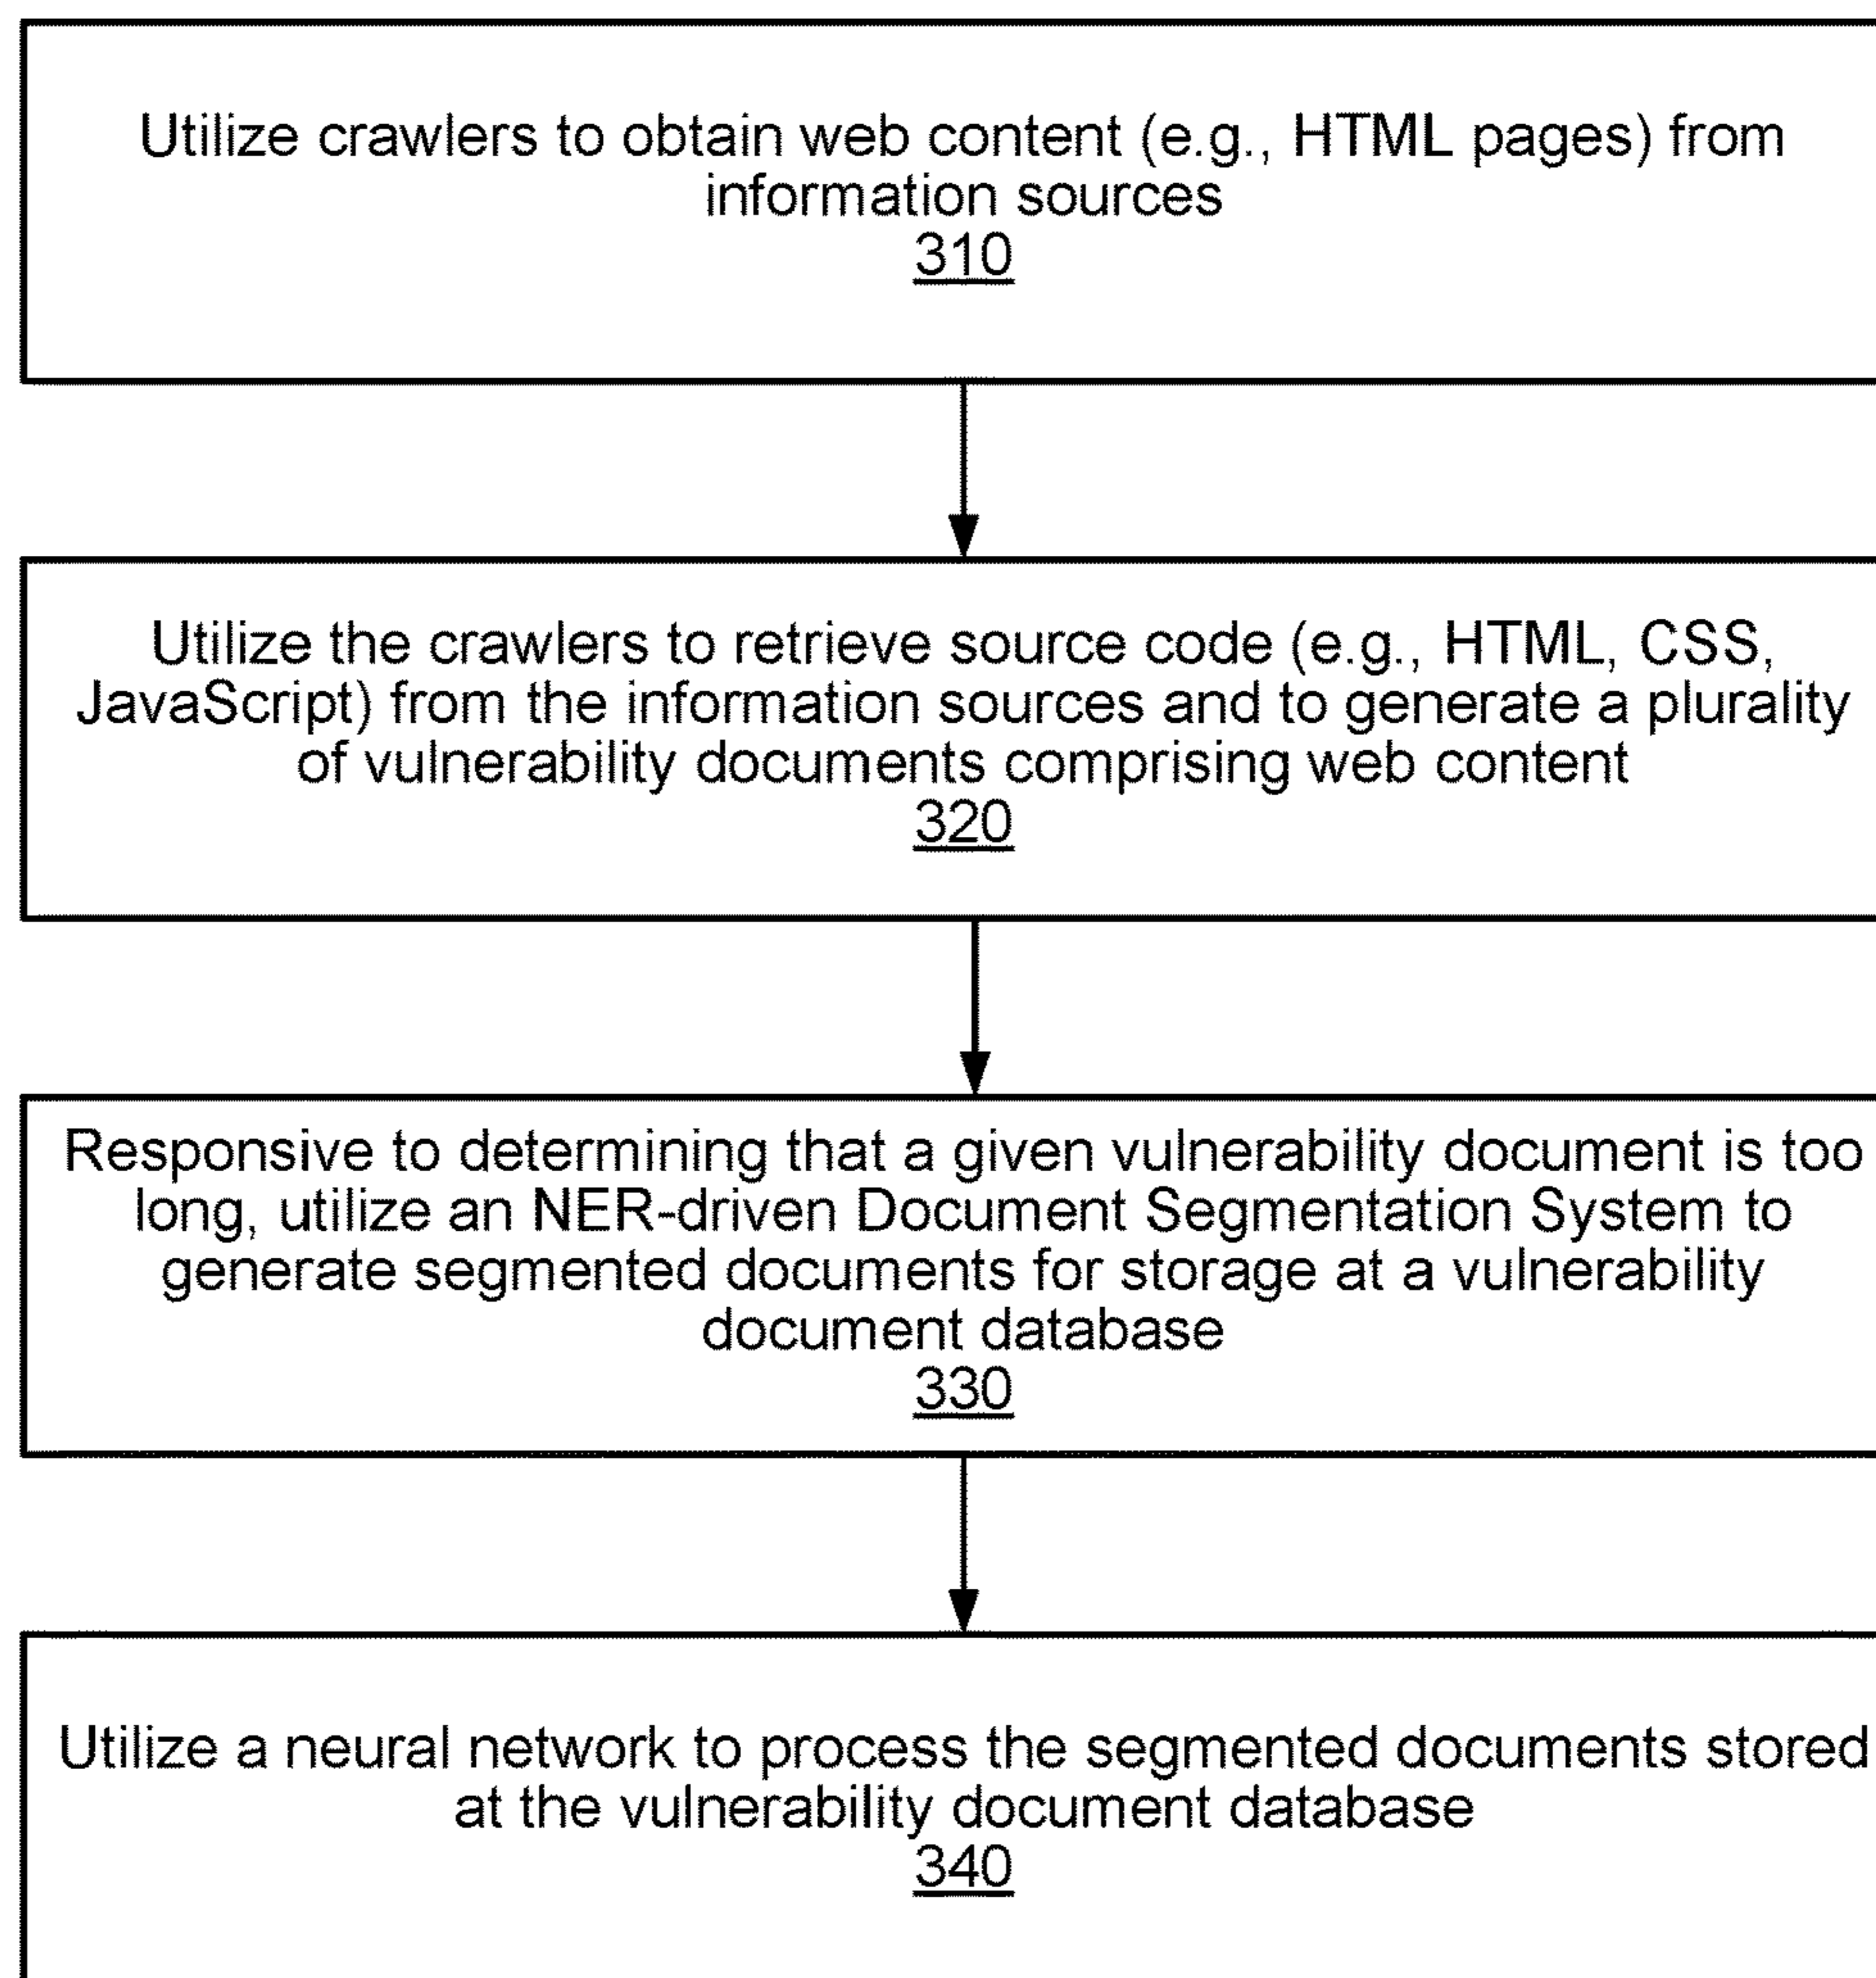 Utilize crawlers to obtain web content (e.g., HTML pages) from
information sources
310
Utilize the crawlers to retrieve source code (e.g., HTML, CSS,
JavaScript) from the information sources and to generate a plurality
of vulnerability documents comprising web content
320
Responsive to determining that a given vulnerability document is too
long, utilize an NER-driven Document Segmentation System to
generate segmented documents for storage at a vulnerability
document database
330
Utilize a neural network to process the segmented documents stored
at the vulnerability document database
340